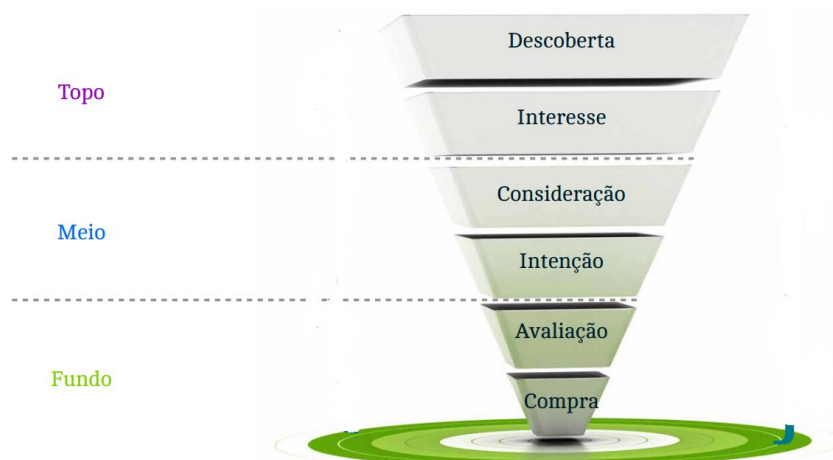 Descoberta
Topo
Interesse
Consideração
Meio
Intenção
Avaliação
Fundo
Compra